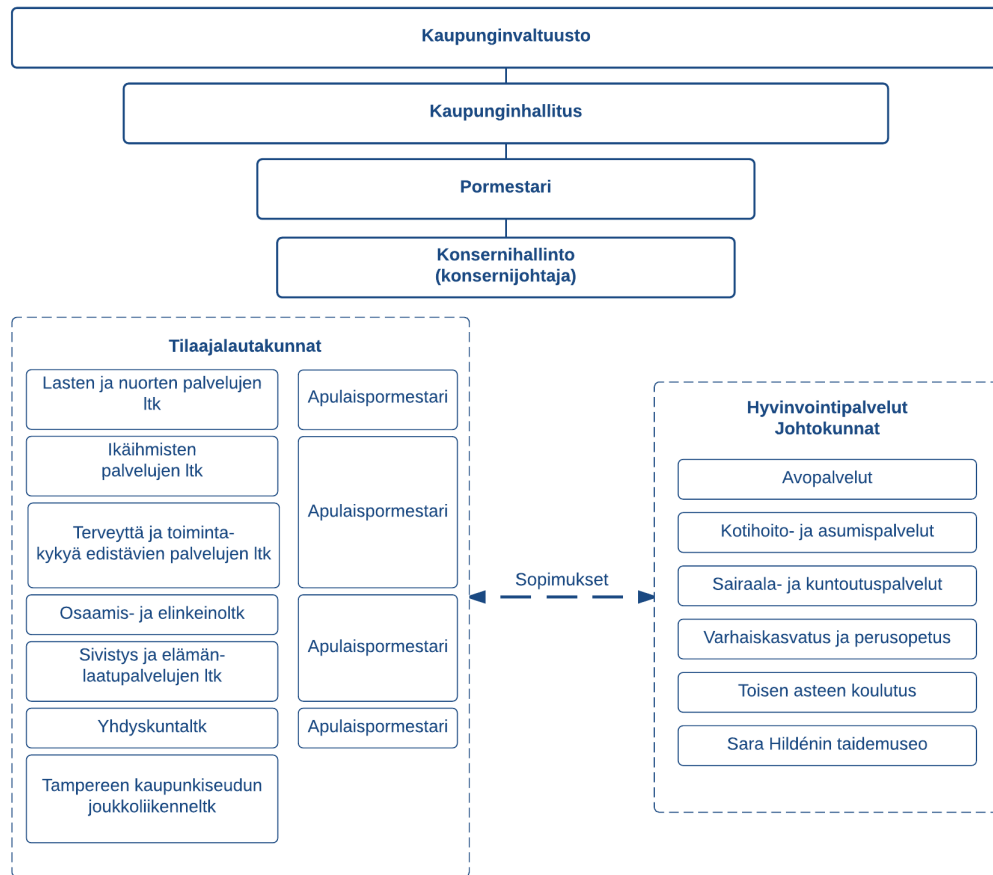 Kaupunginvaltuusto
Kaupunginhallitus
Pormestari
Konsernihallinto
(konsernijohtaja)
Tilaajalautakunnat
Lasten ja nuorten palvelujen
ltk
Apulaispormestari
Ikäihmisten
palvelujen ltk
Terveyttä ja toiminta-
kykyä edistävien palvelujen ltk
Apulaispormestari
Osaamis- ja elinkeinoltk
Sivistys ja elämän-
laatupalvelujen ltk
Apulaispormestari
Yhdyskuntaltk
Apulaispormestari
Tampereen kaupunkiseudun
joukkoliikenneltk
Sopimukset
Hyvinvointipalvelut
Johtokunnat
Avopalvelut
Kotihoito- ja asumispalvelut
Sairaala- ja kuntoutuspalvelut
Varhaiskasvatus ja perusopetus
Toisen asteen koulutus
Sara Hildénin taidemuseo